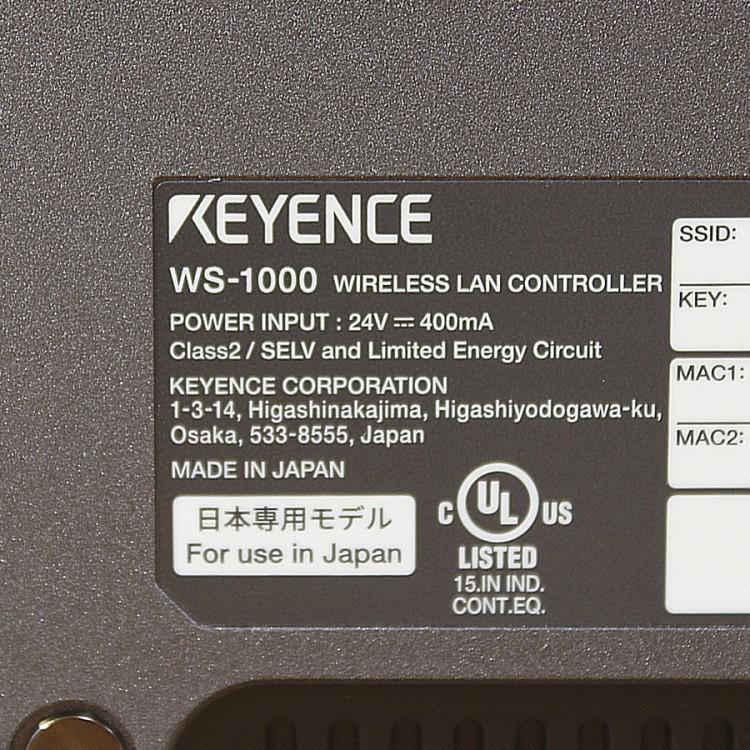 KEYENCE
WS-1000 WIRELESS LAN CONTROLLER
POWER INPUT : 24V ⎓ 400mA
Class2 / SELV and Limited Energy Circuit
KEYENCE CORPORATION
1-3-14, Higashinakajima, Higashiyodogawa-ku,
Osaka, 533-8555, Japan
MADE IN JAPAN
日本専用モデル
For use in Japan
C UL US
LISTED
15.IN IND.
CONT.EQ.
SSID:
KEY:
MAC1:
MAC2: